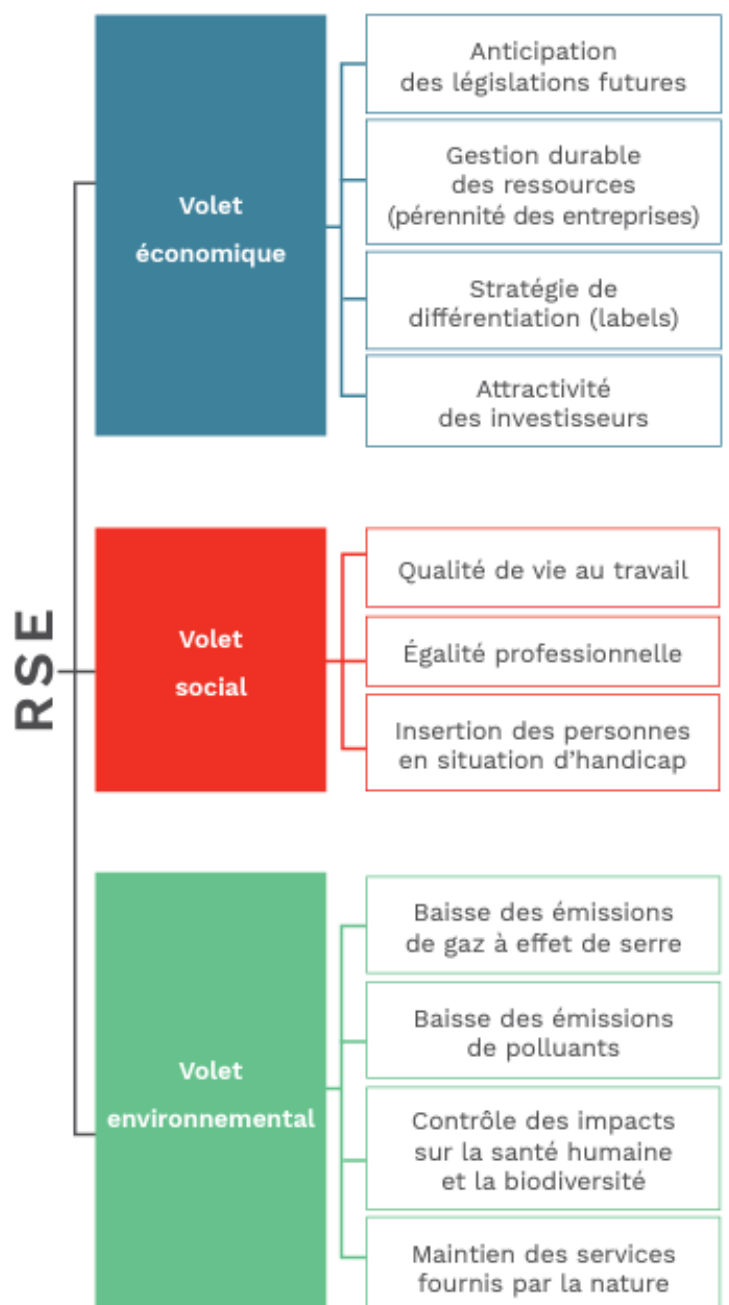 RSE
Volet
économique
Anticipation
des législations futures
Gestion durable
des ressources
(pérennité des entreprises)
Stratégie de
différentiation (labels)
Attractivité
des investisseurs
Volet
social
Qualité de vie au travail
Égalité professionnelle
Insertion des personnes
en situation d’handicap
Volet
environnemental
Baisse des émissions
de gaz à effet de serre
Baisse des émissions
de polluants
Contrôle des impacts
sur la santé humaine
et la biodiversité
Maintien des services
fournis par la nature